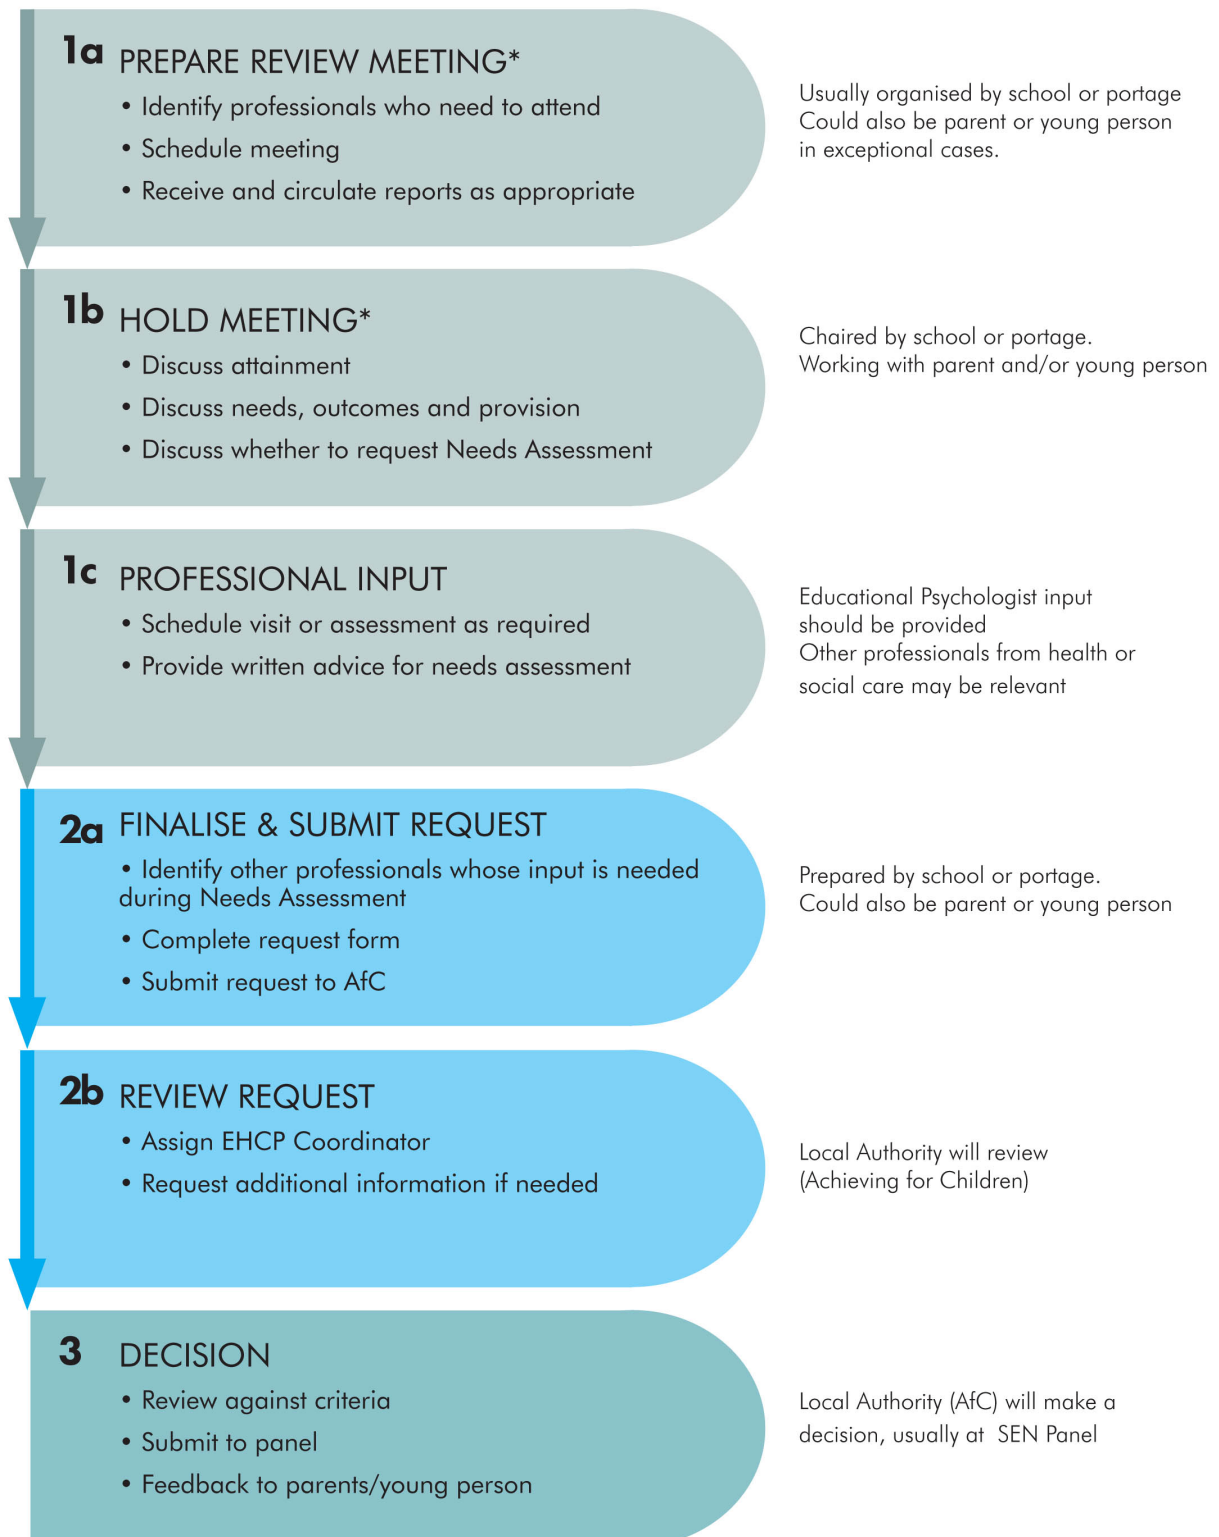 1a PREPARE REVIEW MEETING*
• Identify professionals who need to attend
• Schedule meeting
• Receive and circulate reports as appropriate
Usually organised by school or portage
Could also be parent or young person
in exceptional cases.
1b HOLD MEETING*
• Discuss attainment
• Discuss needs, outcomes and provision
• Discuss whether to request Needs Assessment
Chaired by school or portage.
Working with parent and/or young person
1c PROFESSIONAL INPUT
• Schedule visit or assessment as required
• Provide written advice for needs assessment
Educational Psychologist input
should be provided
Other professionals from health or
social care may be relevant
2a FINALISE & SUBMIT REQUEST
• Identify other professionals whose input is needed
during Needs Assessment
• Complete request form
• Submit request to AfC
Prepared by school or portage.
Could also be parent or young person
2b REVIEW REQUEST
• Assign EHCP Coordinator
• Request additional information if needed
Local Authority will review
(Achieving for Children)
3 DECISION
• Review against criteria
• Submit to panel
• Feedback to parents/young person
Local Authority (AfC) will make a
decision, usually at SEN Panel